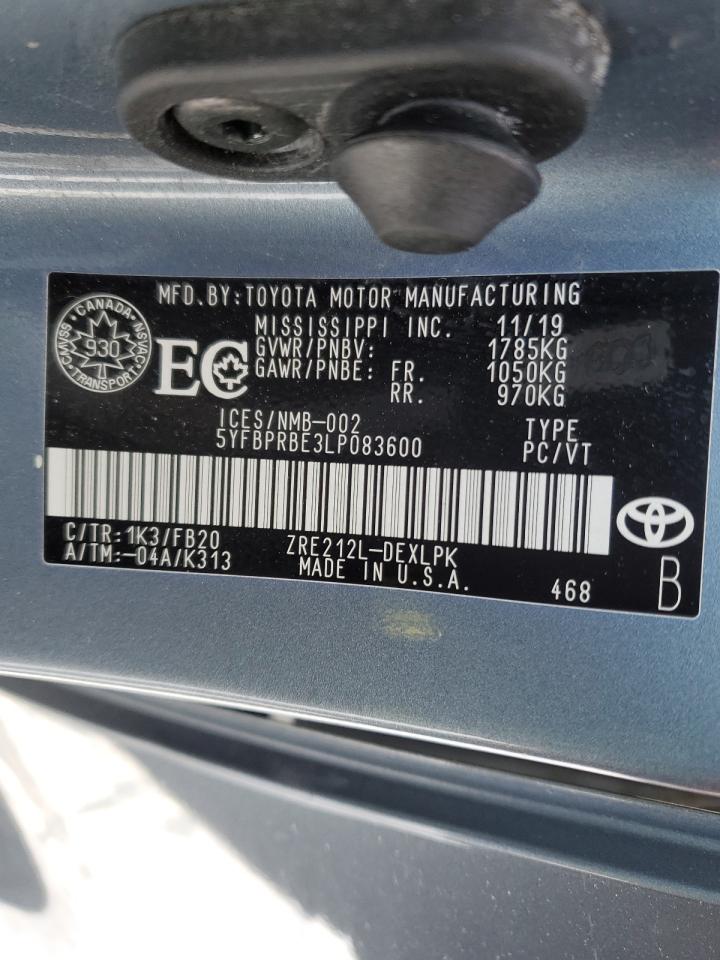 MFD.BY:TOYOTA MOTOR MANUFACTURING
MISSISSIPPI INC. 11/19
GVWR/PNBV: 1785KG
GAWR/PNBE: FR. 1050KG
RR. 970KG
CANADA
930
TRANSPORT
NSVAC
CMVSS
EC
ICES/NMB-002
5YFBPRBE3LP083600
TYPE
PC/VT
C/TR:1K3/FB20
A/TM:-04A/K313
ZRE212L-DEXLPK
MADE IN U.S.A.
468
B